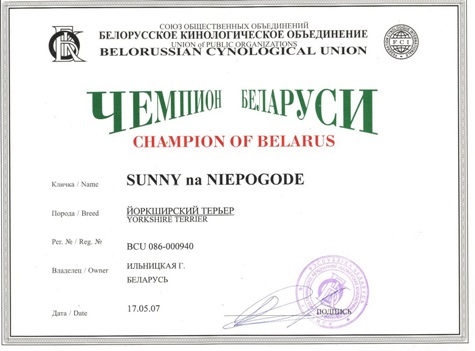 СОЮЗ ОБЩЕСТВЕННЫХ ОБЪЕДИНЕНИЙ
БЕЛОРУССКОЕ КИНОЛОГИЧЕСКОЕ ОБЪЕДИНЕНИЕ
UNION of PUBLIC ORGANIZATIONS
BELORUSSIAN CYNOLOGICAL UNION
FCI
ЧЕМПИОН БЕЛАРУСИ
CHAMPION OF BELARUS
Кличка / Name SUNNY na NIEPOGODE
Порода / Breed ЙОРКШИРСКИЙ ТЕРЬЕР
YORKSHIRE TERRIER
Рег. № / Reg. № BCU 086-000940
Владелец / Owner ИЛЬНИЦКАЯ Г.
БЕЛАРУСЬ
Дата / Date 17.05.07
ПОДПИСЬ